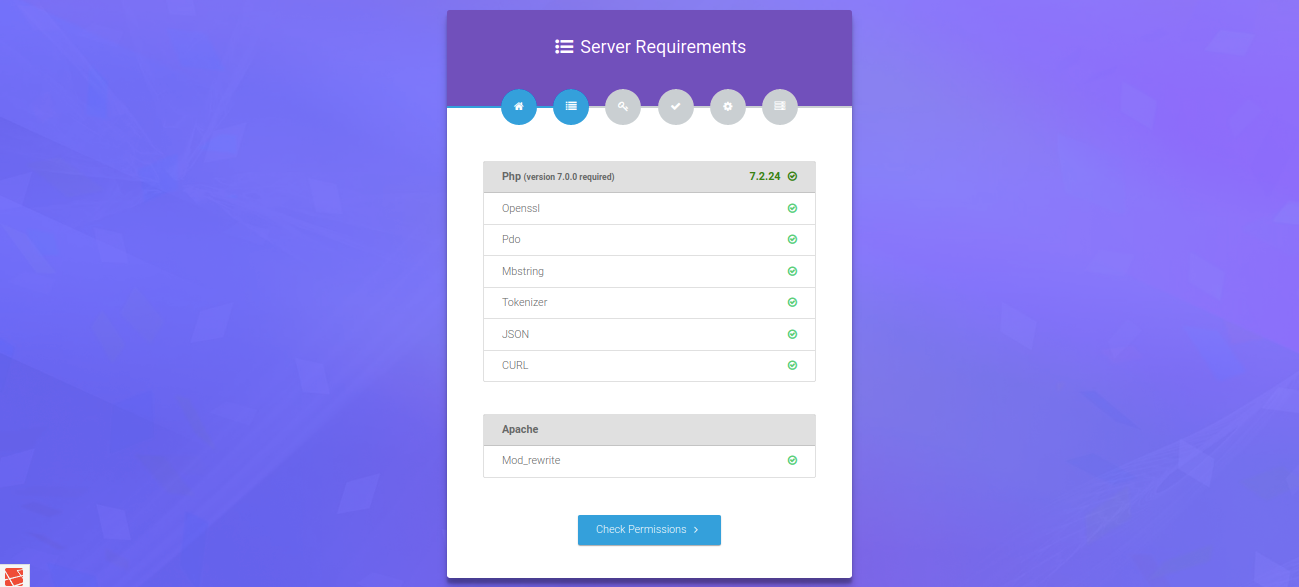 Server Requirements
Php (version 7.0.0 required) 7.2.24
Openssl
Pdo
Mbstring
Tokenizer
JSON
CURL
Apache
Mod_rewrite
Check Permissions